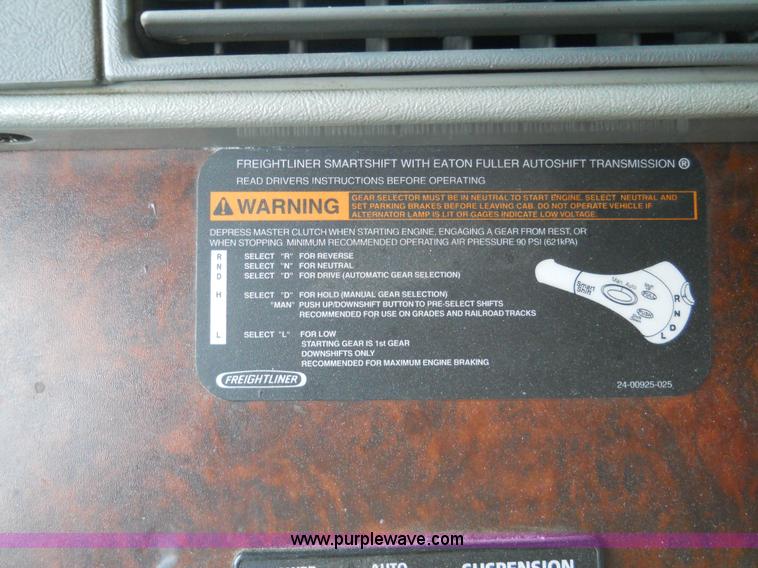 FREIGHTLINER SMARTSHIFT WITH EATON FULLER AUTOSHIFT TRANSMISSION ®
READ DRIVERS INSTRUCTIONS BEFORE OPERATING
WARNING
GEAR SELECTOR MUST BE IN NEUTRAL TO START ENGINE. SELECT NEUTRAL AND
SET PARKING BRAKES BEFORE LEAVING CAB. DO NOT OPERATE VEHICLE IF
ALTERNATOR LAMP IS LIT OR GAGES INDICATE LOW VOLTAGE.
DEPRESS MASTER CLUTCH WHEN STARTING ENGINE, ENGAGING A GEAR FROM REST, OR
WHEN STOPPING MINIMUM RECOMMENDED OPERATING AIR PRESSURE 90 PSI (621kPA)
R SELECT "R" FOR REVERSE
N SELECT "N" FOR NEUTRAL
D SELECT "D" FOR DRIVE (AUTOMATIC GEAR SELECTION)
H SELECT "D" FOR HOLD (MANUAL GEAR SELECTION)
"MAN" PUSH UP/DOWNSHIFT BUTTON TO PRE-SELECT SHIFTS
RECOMMENDED FOR USE ON GRADES AND RAILROAD TRACKS
L SELECT "L" FOR LOW
STARTING GEAR IS 1st GEAR
DOWNSHIFTS ONLY
RECOMMENDED FOR MAXIMUM ENGINE BRAKING
Smart
Shift
Man Auto
R
N
D
L
FREIGHTLINER
24-00925-025
www.purplewave.com
AUTO SUSPENSION